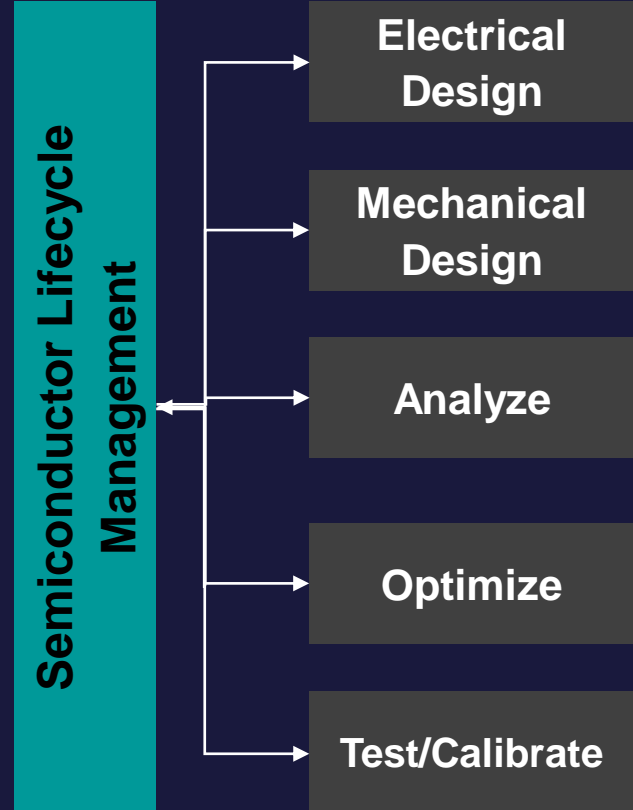 Semiconductor Lifecycle
Management
Electrical
Design
Mechanical
Design
Analyze
Optimize
Test/Calibrate